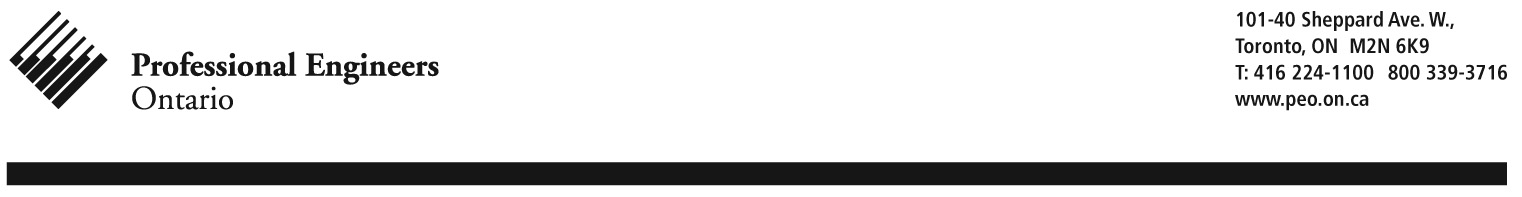 Professional Engineers
Ontario
101-40 Sheppard Ave. W.,
Toronto, ON  M2N 6K9
T: 416 224-1100  800 339-3716
www.peo.on.ca